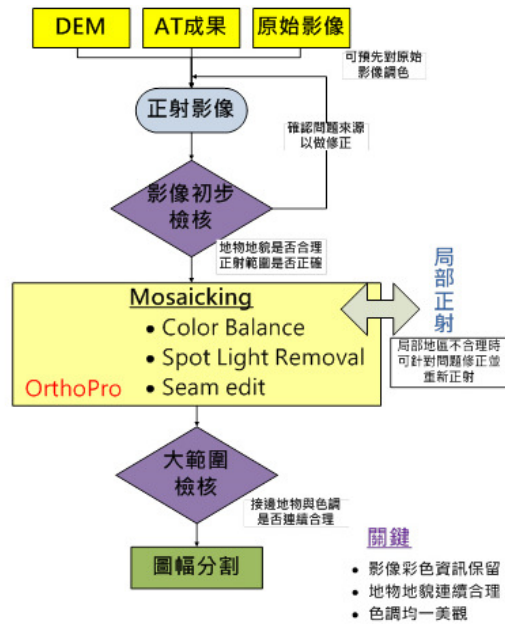 DEM
AT成果
原始影像
可預先對原始
影像調色
正射影像
確認問題來源
以做修正
影像初步
檢核
地物地貌是否合理
正射範圍是否正確
局部正射
Mosaicking
• Color Balance
• Spot Light Removal
• Seam edit
OrthoPro
局部地區不合理時
可針對問題修正並
重新正射
大範圍
檢核
接邊地物與色調
是否連續合理
圖幅分割
關鍵
• 影像彩色資訊保留
• 地物地貌連續合理
• 色調均一美觀